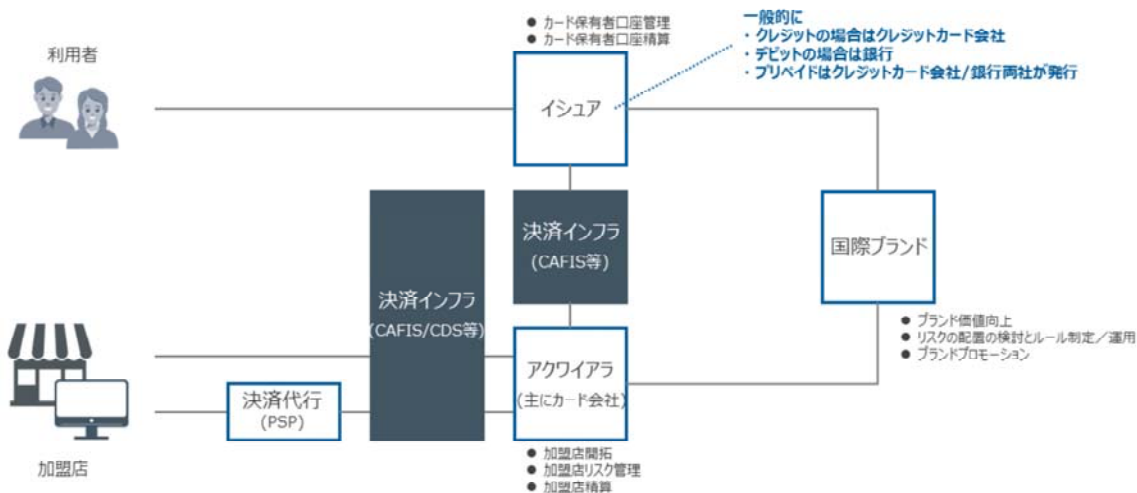 ● カード保有者口座管理
● カード保有者口座積算
一般的に
・クレジットの場合はクレジットカード会社
・デビットの場合は銀行
・プリペイドはクレジットカード会社/銀行両社が発行
利用者
イシュア
決済インフラ
(CAFIS等)
国際ブランド
決済インフラ
(CAFIS/CDS等)
● ブランド価値向上
● リスクの配置の検討とルール制定／運用
● ブランドプロモーション
アクワイアラ
(主にカード会社)
決済代行
(PSP)
加盟店
● 加盟店開拓
● 加盟店リスク管理
● 加盟店積算